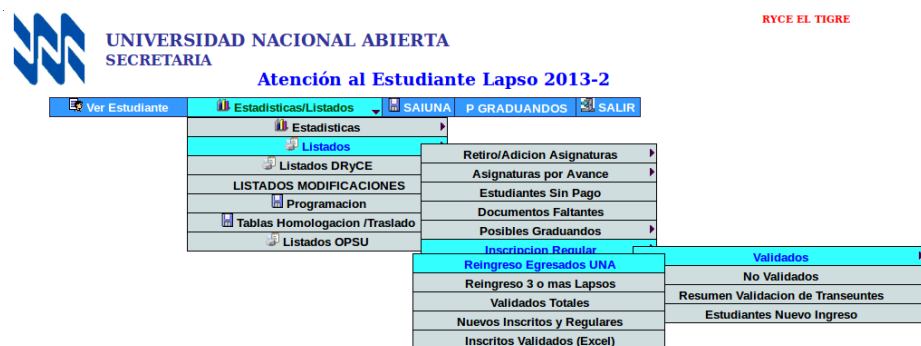 RYCE EL TIGRE
UNIVERSIDAD NACIONAL ABIERTA
SECRETARIA
Atención al Estudiante Lapso 2013-2
Ver Estudiante Estadisticas/Listados SAIUNA P GRADUANDOS SALIR
Estadisticas
Listados
Listados DRyCE
LISTADOS MODIFICACIONES
Programacion
Tablas Homologacion /Traslado
Listados OPSU
Retiro/Adicion Asignaturas
Asignaturas por Avance
Estudiantes Sin Pago
Documentos Faltantes
Posibles Graduandos
Inscripcion Regular
Validados
No Validados
Resumen Validacion de Transeuntes
Estudiantes Nuevo Ingreso
Reingreso Egresados UNA
Reingreso 3 o mas Lapsos
Validados Totales
Nuevos Inscritos y Regulares
Inscritos Validados (Excel)